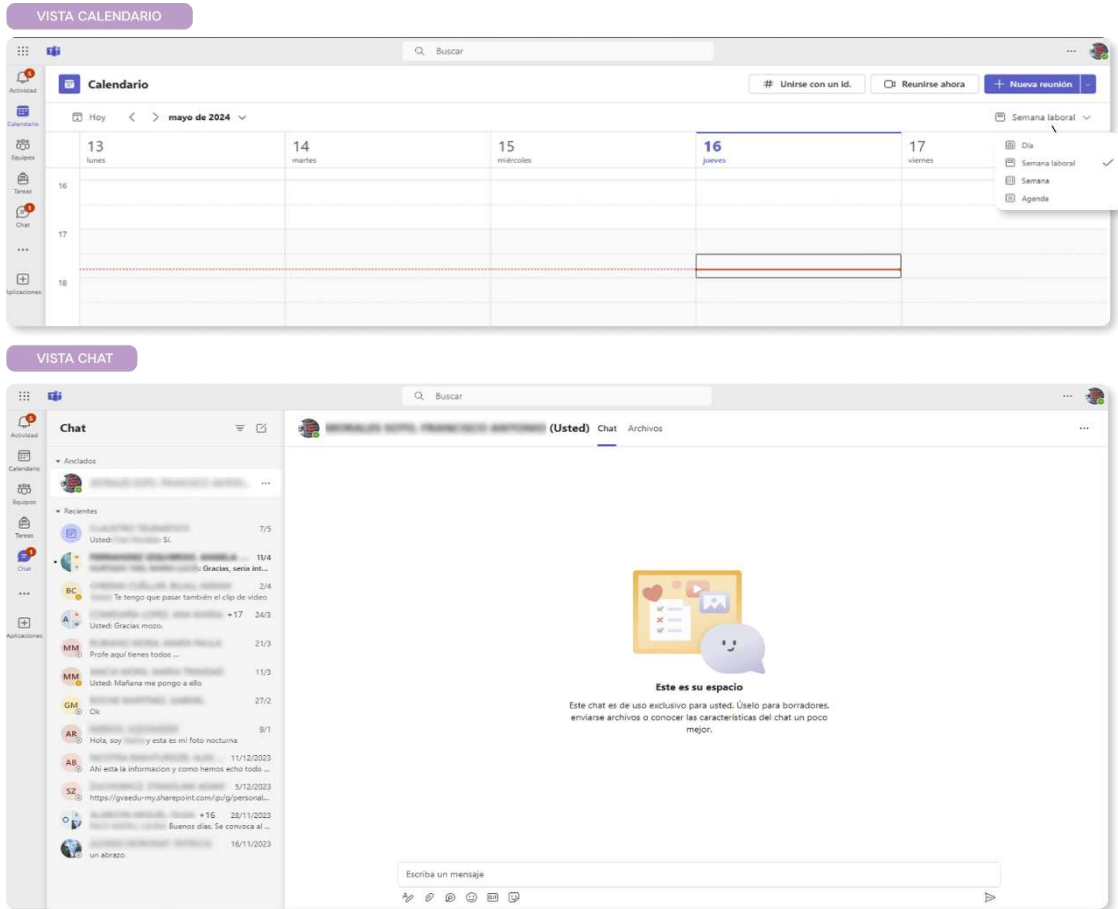 VISTA CALENDARIO
Buscar
5
Actividad
Calendario
Equipos
Tareas
1
Chat
Aplicaciones
Calendario
# Unirse con un id.
Reunirse ahora
+ Nueva reunión
Hoy < > mayo de 2024
Semana laboral
13
lunes
14
martes
15
miércoles
16
jueves
17
viernes
Día
Semana laboral
Semana
Agenda
16
17
18
VISTA CHAT
Buscar
5
Actividad
Calendario
Equipos
Tareas
1
Chat
Aplicaciones
Chat
Anclados
Recientes
7/5
Usted: Sí.
11/4
: Gracias, sería int...
BC
2/4
Te tengo que pasar también el clip de video
A
+17 24/3
Usted: Gracias mozo.
MM
21/3
Profe aquí tienes todos ...
MM
11/3
Usted: Mañana me pongo a ello
GM
27/2
Ok
AR
9/1
Hola, soy y esta es mi foto nocturna
AB
11/12/2023
Ahi esta la informacion y como hemos echo todo ...
SZ
5/12/2023
https://gvaedu-my.sharepoint.com/:p:/g/personal...
O
+16 28/11/2023
Buenos días. Se convoca al ...
16/11/2023
un abrazo
(Usted) Chat Archivos
Este es su espacio
Este chat es de uso exclusivo para usted. Úselo para borradores,
enviarse archivos o conocer las características del chat un poco
mejor.
Escriba un mensaje
GIF